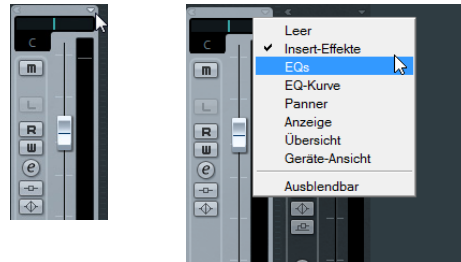 C
m
L
R
W
e
C
m
L
R
W
e
Leer
Insert-Effekte
EQs
EQ-Kurve
Panner
Anzeige
Übersicht
Geräte-Ansicht
Ausblendbar